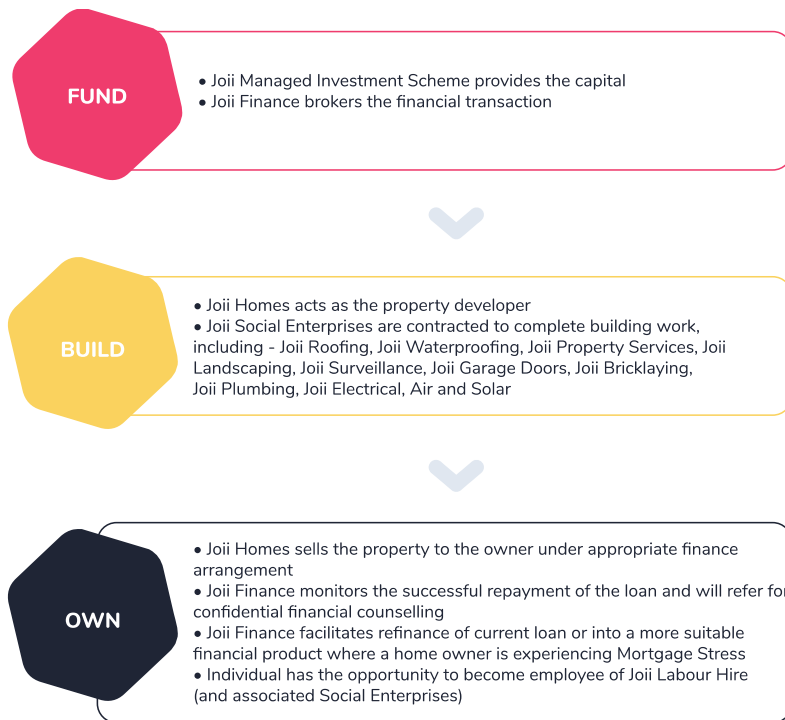 FUND
• Joii Managed Investment Scheme provides the capital
• Joii Finance brokers the financial transaction
BUILD
• Joii Homes acts as the property developer
• Joii Social Enterprises are contracted to complete building work,
including - Joii Roofing, Joii Waterproofing, Joii Property Services, Joii
Landscaping, Joii Surveillance, Joii Garage Doors, Joii Bricklaying,
Joii Plumbing, Joii Electrical, Air and Solar
OWN
• Joii Homes sells the property to the owner under appropriate finance
arrangement
• Joii Finance monitors the successful repayment of the loan and will refer for
confidential financial counselling
• Joii Finance facilitates refinance of current loan or into a more suitable
financial product where a home owner is experiencing Mortgage Stress
• Individual has the opportunity to become employee of Joii Labour Hire
(and associated Social Enterprises)